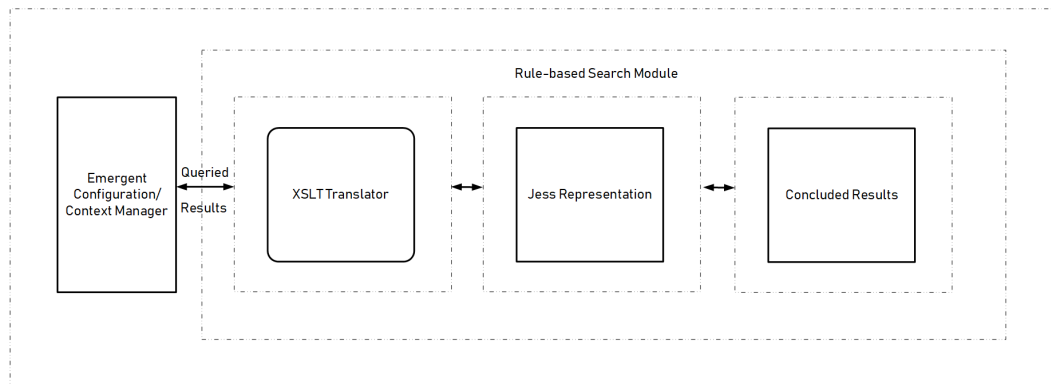 Rule-based Search Module
Emergent
Configuration/
Context Manager
Queried
Results
XSLT Translator
Jess Representation
Concluded Results